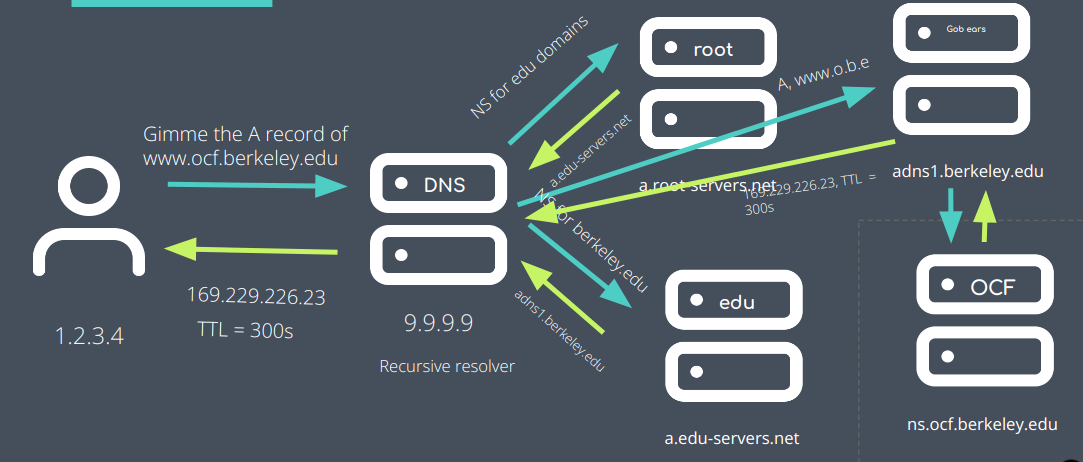 Gimme the A record of
www.ocf.berkeley.edu
169.229.226.23
TTL = 300s
1.2.3.4
DNS
9.9.9.9
Recursive resolver
NS for edu domains
a.edu-servers.net
root
a.root-servers.net
NS for berkeley.edu
adns1.berkeley.edu
edu
a.edu-servers.net
A, www.o.b.e
169.229.226.23, TTL =
300s
Gob ears
adns1.berkeley.edu
OCF
ns.ocf.berkeley.edu